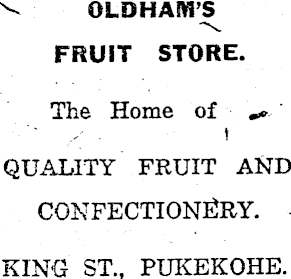 OLDHAM'S
FRUIT STORE.
The Home of
QUALITY FRUIT AND
CONFECTIONERY.
KING ST., PUKEKOHE.